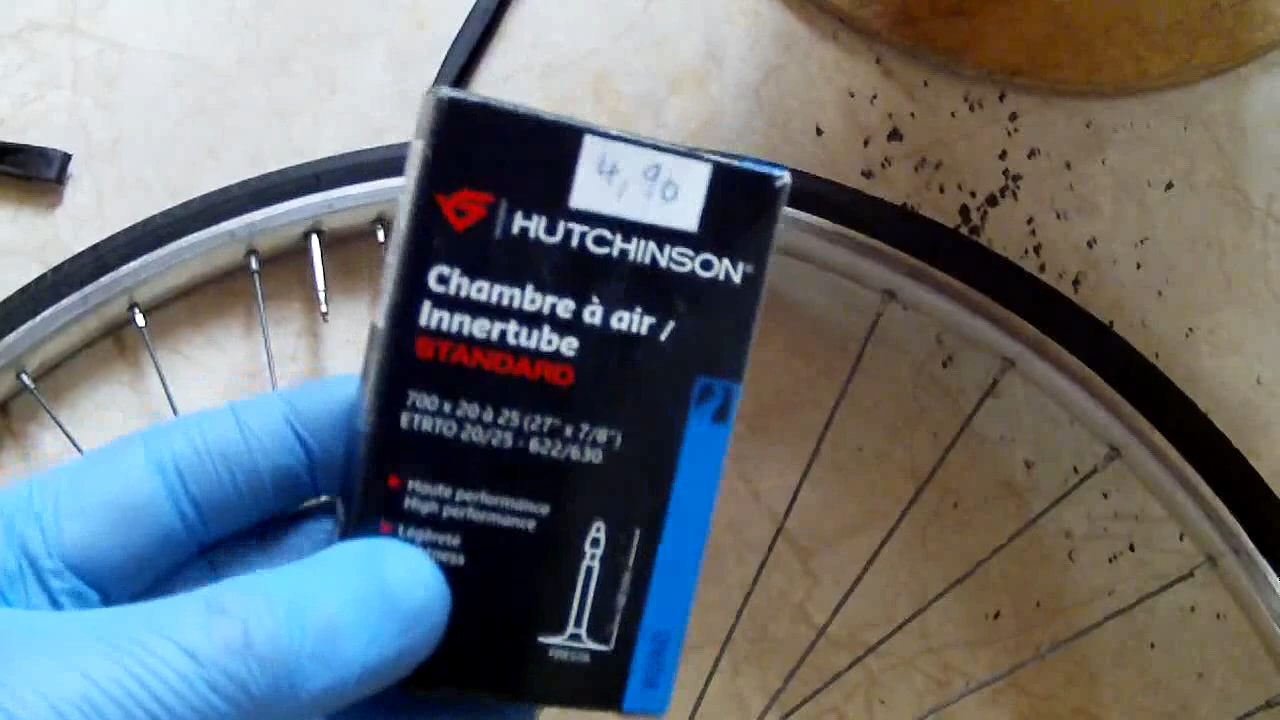 4,90
HUTCHINSON
Chambre à air /
Innertube
STANDARD
700 x 20 à 25 (27" x 7/8")
ETRTO 20/25 - 622/630
Haute performance
High performance
Légèreté